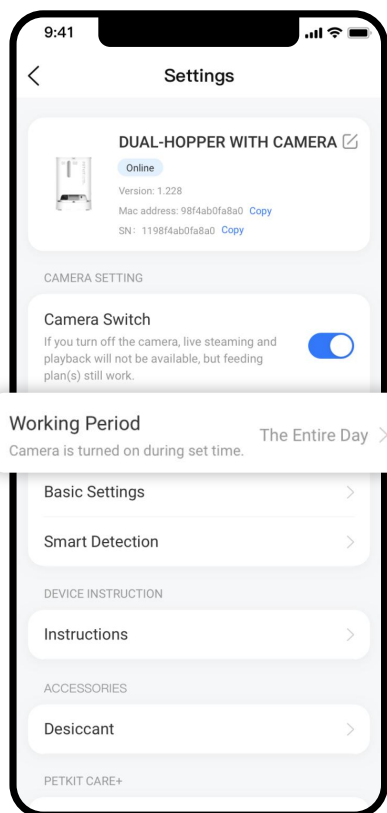 9:41
Settings
DUAL-HOPPER WITH CAMERA
Online
Version: 1.228
Mac address: 98f4ab0fa8a0 Copy
SN: 1198f4ab0fa8a0 Copy
CAMERA SETTING
Camera Switch
If you turn off the camera, live steaming and
playback will not be available, but feeding
plan(s) still work.
Working Period
The Entire Day
Camera is turned on during set time.
Basic Settings
Smart Detection
DEVICE INSTRUCTION
Instructions
ACCESSORIES
Desiccant
PETKIT CARE+